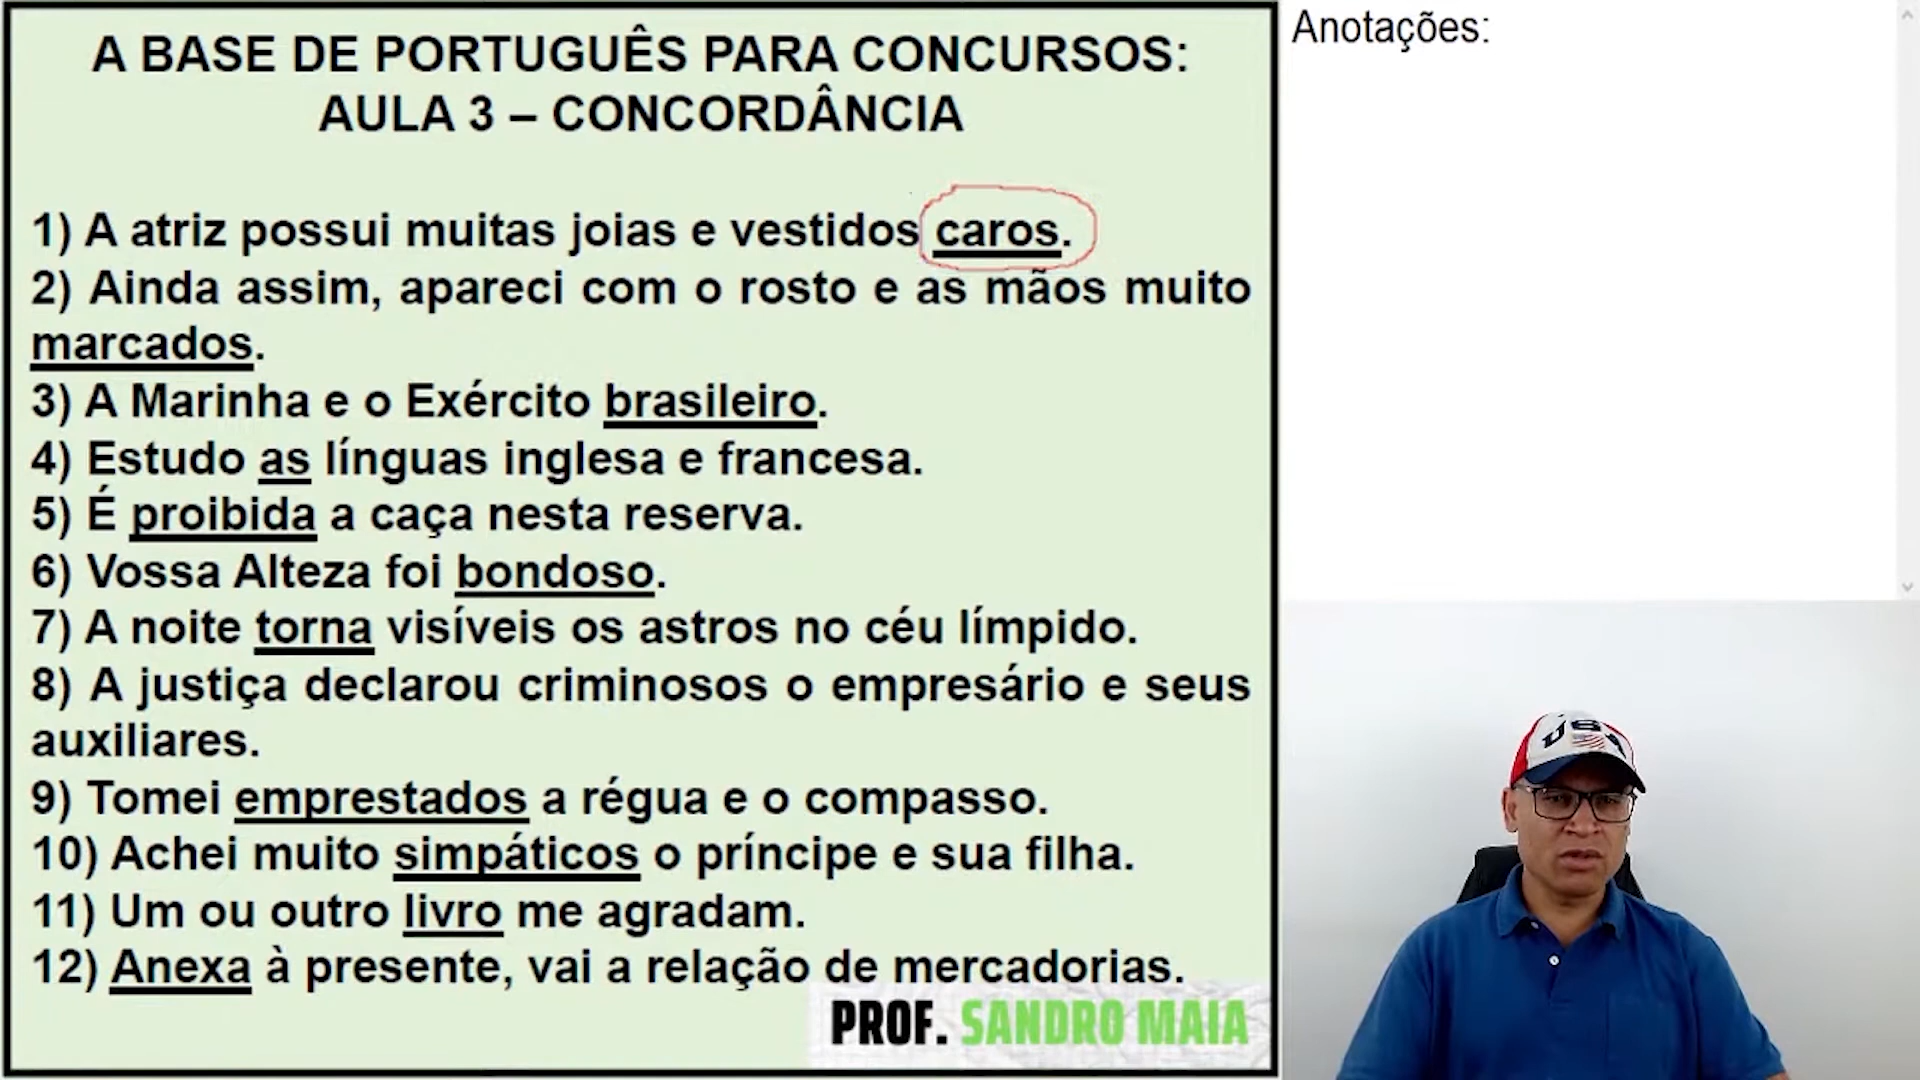 A BASE DE PORTUGUÊS PARA CONCURSOS:
AULA 3 – CONCORDÂNCIA
1) A atriz possui muitas joias e vestidos caros.
2) Ainda assim, apareci com o rosto e as mãos muito
marcados.
3) A Marinha e o Exército brasileiro.
4) Estudo as línguas inglesa e francesa.
5) É proibida a caça nesta reserva.
6) Vossa Alteza foi bondoso.
7) A noite torna visíveis os astros no céu límpido.
8) A justiça declarou criminosos o empresário e seus
auxiliares.
9) Tomei emprestados a régua e o compasso.
10) Achei muito simpáticos o príncipe e sua filha.
11) Um ou outro livro me agradam.
12) Anexa à presente, vai a relação de mercadorias.
PROF. SANDRO MAIA
Anotações:
USA